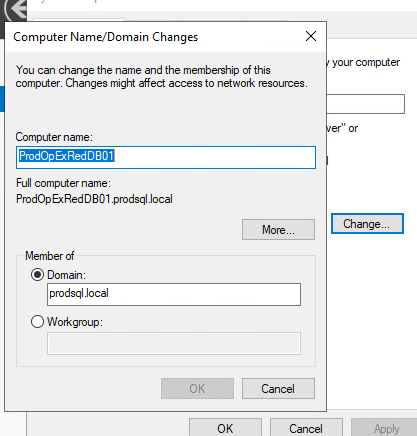 Computer Name/Domain Changes
You can change the name and the membership of this
computer. Changes might affect access to network resources.
Computer name:
ProdOpExRedDB01
Full computer name:
ProdOpExRedDB01.prodsql.local
More...
Member of
Domain:
prodsql.local
Workgroup:
OK
Cancel
your computer
or
Change...
OK
Cancel
Apply